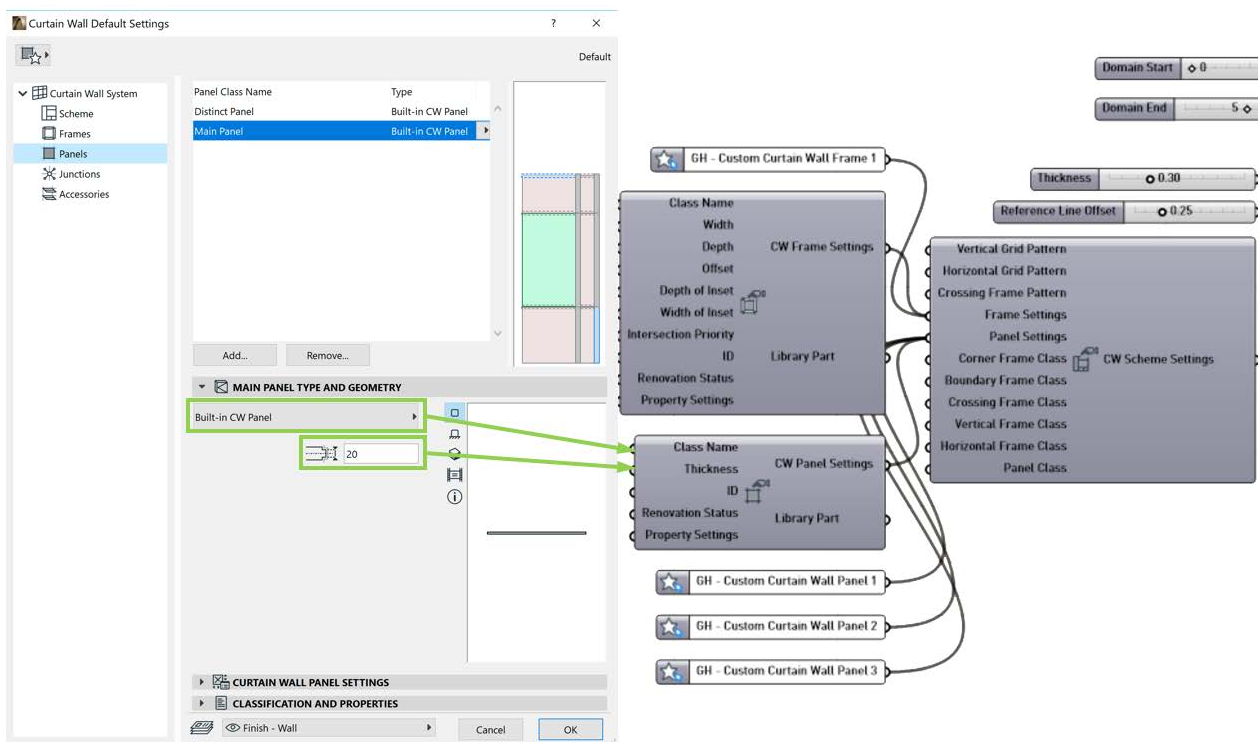 Curtain Wall Default Settings
?
×
Default
Curtain Wall System
Scheme
Frames
Panels
Junctions
Accessories
Panel Class Name Type
Distinct Panel Built-in CW Panel
Main Panel Built-in CW Panel
Add... Remove...
MAIN PANEL TYPE AND GEOMETRY
Built-in CW Panel
20
CURTAIN WALL PANEL SETTINGS
CLASSIFICATION AND PROPERTIES
Finish - Wall
Cancel
OK
Domain Start 0
Domain End 5
Thickness 0.30
Reference Line Offset 0.25
GH - Custom Curtain Wall Frame 1
Class Name
Width
Depth
Offset
Depth of Inset
Width of Inset
Intersection Priority
ID
Renovation Status
Property Settings
CW Frame Settings
Library Part
Class Name
Thickness
ID
Renovation Status
Property Settings
CW Panel Settings
Library Part
GH - Custom Curtain Wall Panel 1
GH - Custom Curtain Wall Panel 2
GH - Custom Curtain Wall Panel 3
Vertical Grid Pattern
Horizontal Grid Pattern
Crossing Frame Pattern
Frame Settings
Panel Settings
Corner Frame Class
Boundary Frame Class
Crossing Frame Class
Vertical Frame Class
Horizontal Frame Class
Panel Class
CW Scheme Settings